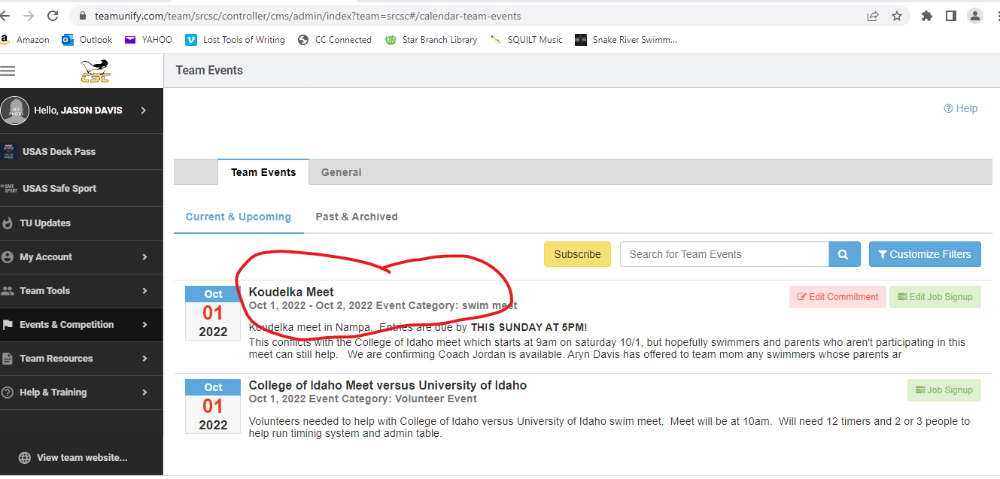 teamunify.com/team/srcsc/controller/cms/admin/index?team=srcsc#/calendar-team-events
Amazon Outlook YAHOO Lost Tools of Writing CC Connected Star Branch Library SQUILT Music Snake River Swimm...
CSC
Team Events
NO PHOTO
Hello, JASON DAVIS
Help
USAS Deck Pass
SAFE SPORT
USAS Safe Sport
TU Updates
My Account
Team Tools
Events & Competition
Team Resources
Help & Training
View team website...
Team Events General
Current & Upcoming Past & Archived
Subscribe Search for Team Events Customize Filters
Oct
01
2022
Koudelka Meet
Oct 1, 2022 - Oct 2, 2022 Event Category: swim meet
Edit Commitment Edit Job Signup
Koudelka meet in Nampa. Entries are due by THIS SUNDAY AT 5PM!
This conflicts with the College of Idaho meet which starts at 9am on saturday 10/1, but hopefully swimmers and parents who aren't participating in this
meet can still help. We are confirming Coach Jordan is available. Aryn Davis has offered to team mom any swimmers whose parents ar
Oct
01
2022
College of Idaho Meet versus University of Idaho
Oct 1, 2022 Event Category: Volunteer Event
Job Signup
Volunteers needed to help with College of Idaho versus University of Idaho swim meet. Meet will be at 10am. Will need 12 timers and 2 or 3 people to
help run timinig system and admin table.